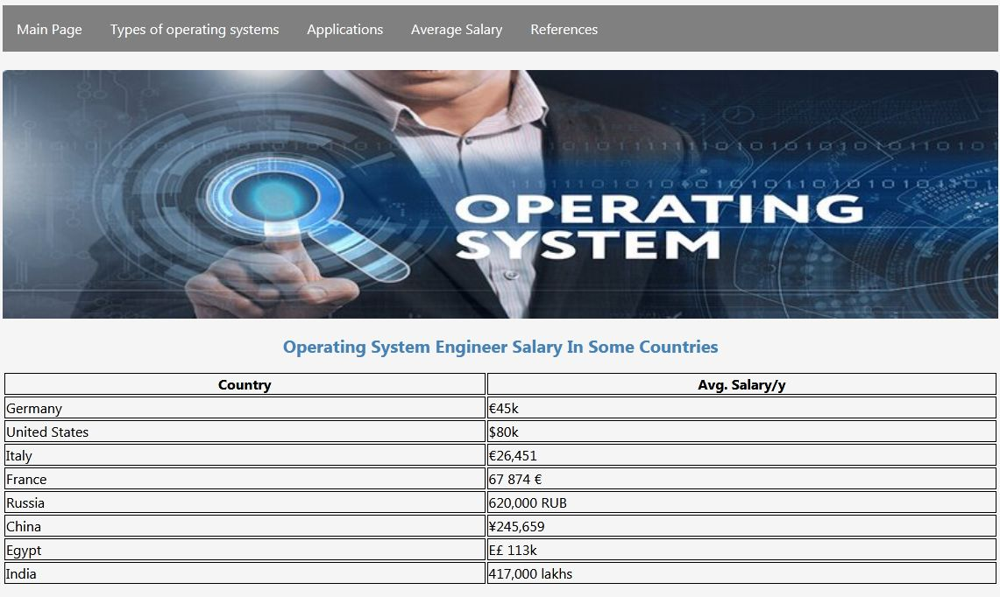 Main Page Types of operating systems Applications Average Salary References
OPERATING
SYSTEM
Operating System Engineer Salary In Some Countries
Country Avg. Salary/y
Germany €45k
United States $80k
Italy €26,451
France 67 874 €
Russia 620,000 RUB
China ¥245,659
Egypt E£ 113k
India 417,000 lakhs